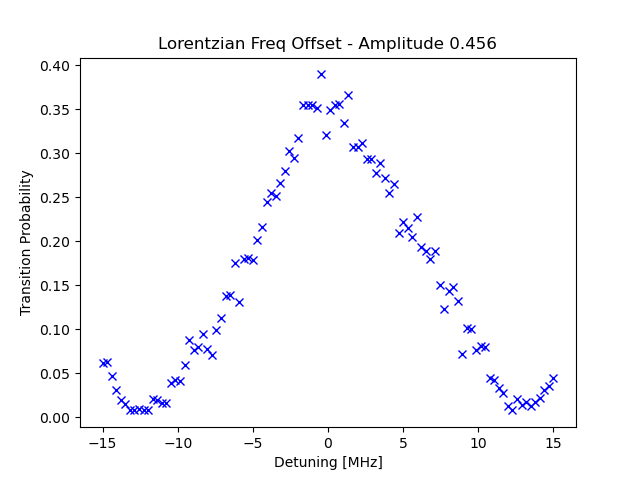 Lorentzian Freq Offset - Amplitude 0.456
0.40
0.35
0.30
0.25
0.20
0.15
0.10
0.05
0.00
Transition Probability
−15 −10 −5 0 5 10 15
Detuning [MHz]